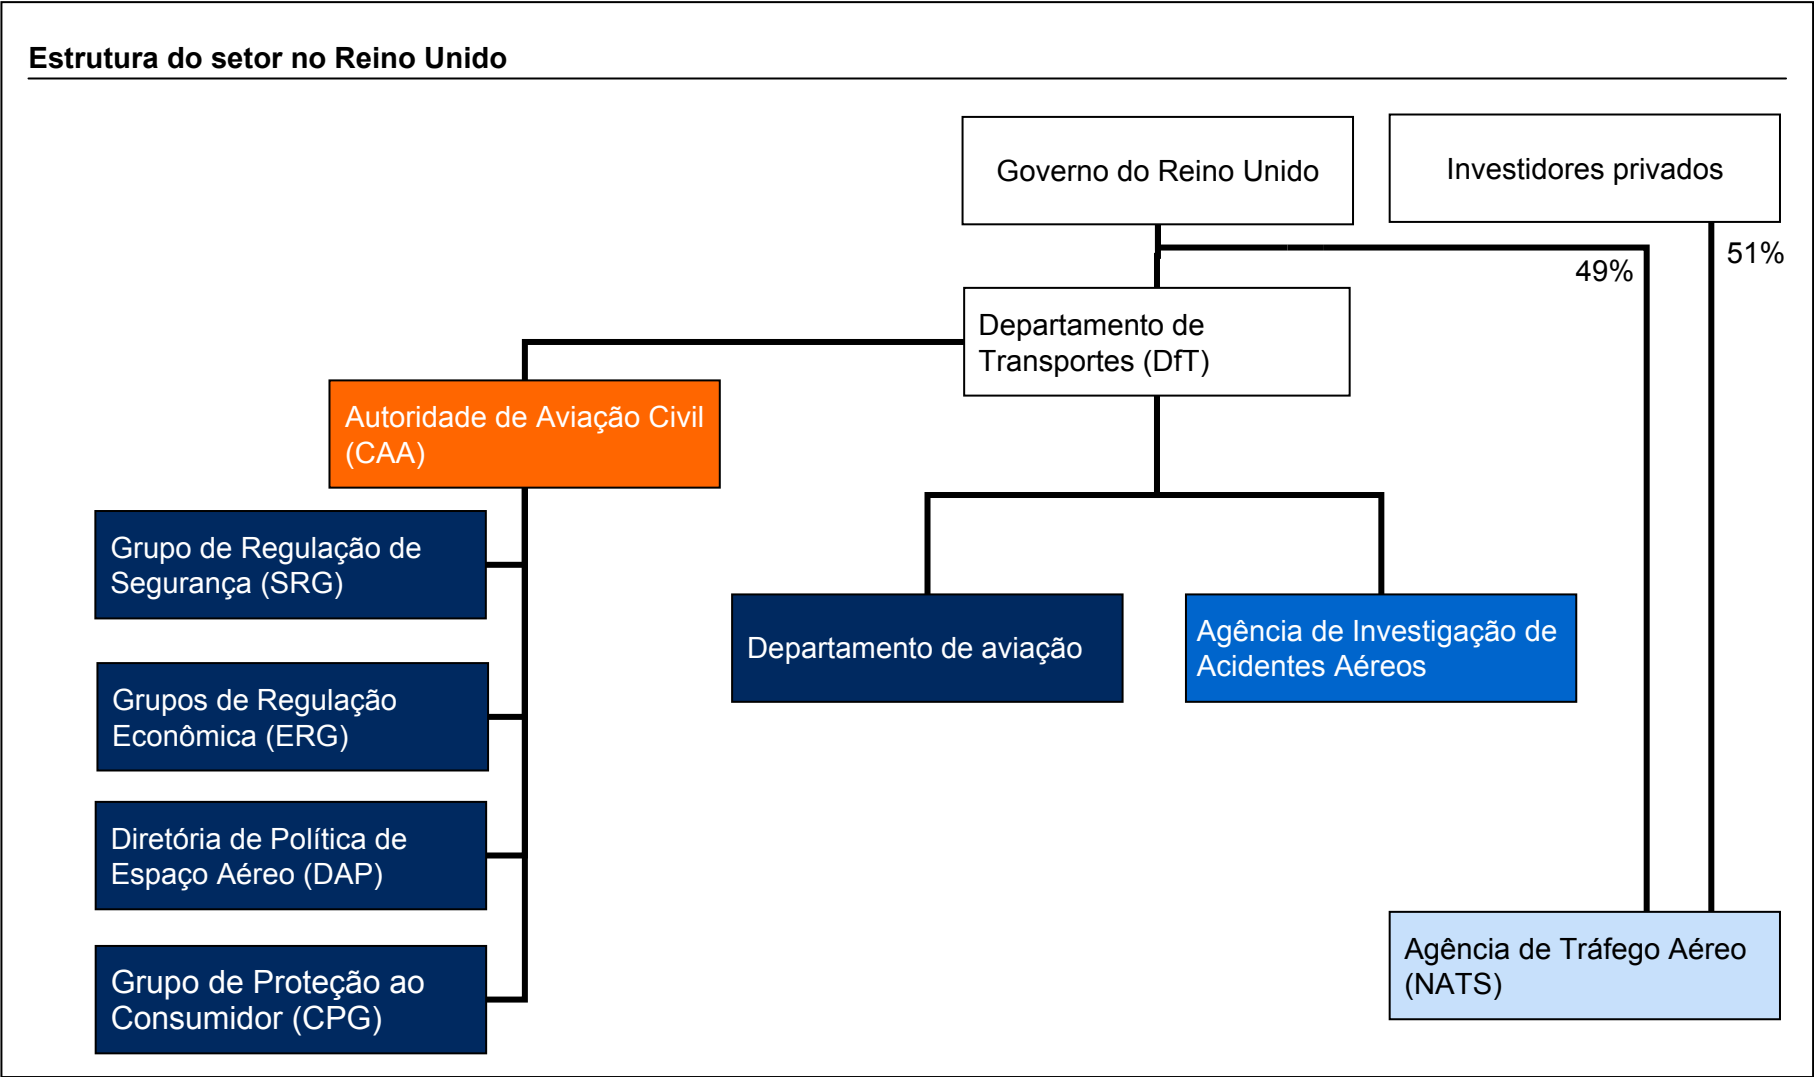 Estrutura do setor no Reino Unido
Governo do Reino Unido
Investidores privados
49%
51%
Departamento de
Transportes (DfT)
Autoridade de Aviação Civil
(CAA)
Grupo de Regulação de
Segurança (SRG)
Grupos de Regulação
Econômica (ERG)
Diretória de Política de
Espaço Aéreo (DAP)
Grupo de Proteção ao
Consumidor (CPG)
Departamento de aviação
Agência de Investigação de
Acidentes Aéreos
Agência de Tráfego Aéreo
(NATS)